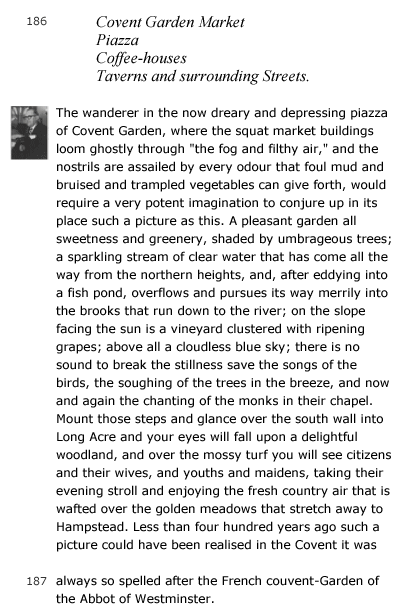 186 Covent Garden Market
Piazza
Coffee-houses
Taverns and surrounding Streets.
The wanderer in the now dreary and depressing piazza
of Covent Garden, where the squat market buildings
loom ghostly through "the fog and filthy air," and the
nostrils are assailed by every odour that foul mud and
bruised and trampled vegetables can give forth, would
require a very potent imagination to conjure up in its
place such a picture as this. A pleasant garden all
sweetness and greenery, shaded by umbrageous trees;
a sparkling stream of clear water that has come all the
way from the northern heights, and, after eddying into
a fish pond, overflows and pursues its way merrily into
the brooks that run down to the river; on the slope
facing the sun is a vineyard clustered with ripening
grapes; above all a cloudless blue sky; there is no
sound to break the stillness save the songs of the
birds, the soughing of the trees in the breeze, and now
and again the chanting of the monks in their chapel.
Mount those steps and glance over the south wall into
Long Acre and your eyes will fall upon a delightful
woodland, and over the mossy turf you will see citizens
and their wives, and youths and maidens, taking their
evening stroll and enjoying the fresh country air that is
wafted over the golden meadows that stretch away to
Hampstead. Less than four hundred years ago such a
picture could have been realised in the Covent it was
187 always so spelled after the French couvent-Garden of
the Abbot of Westminster.